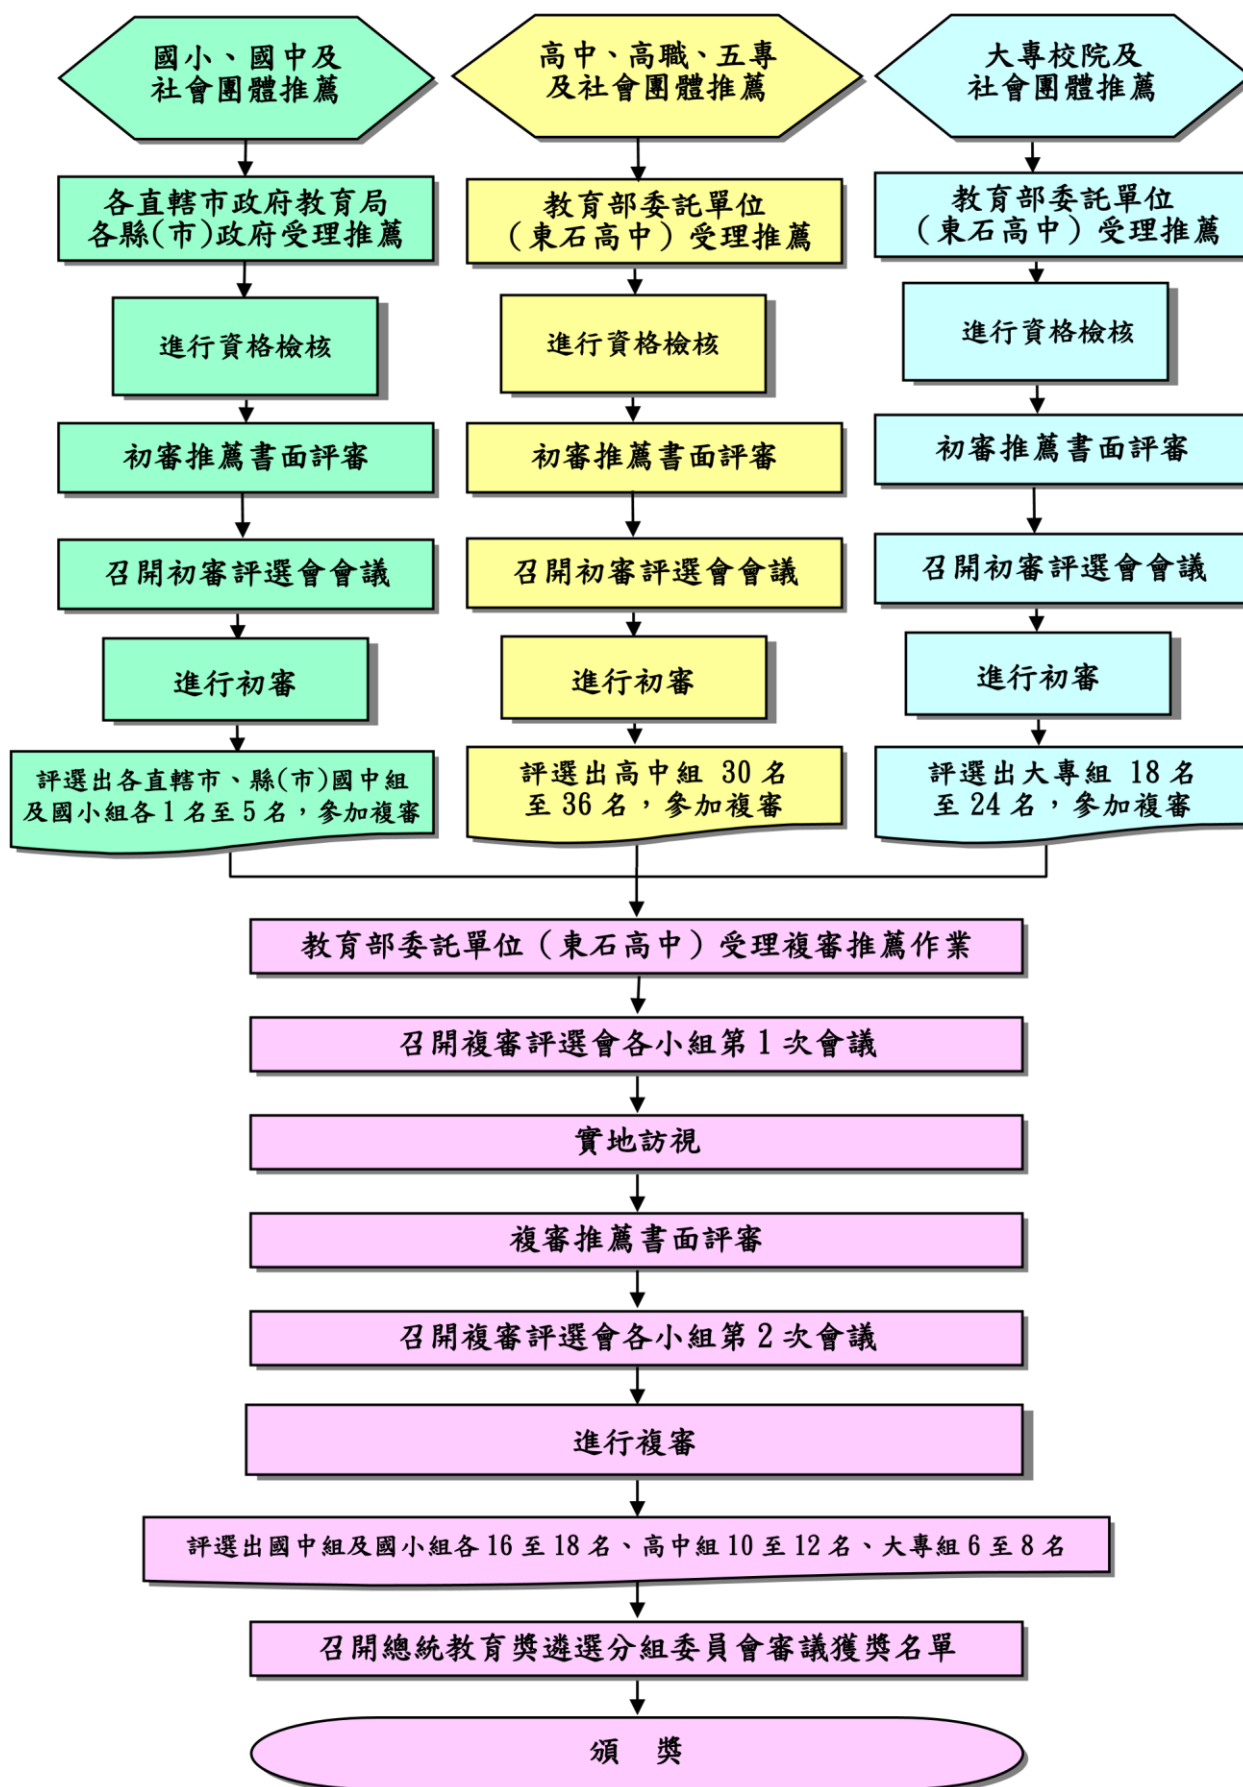 國小、國中及
社會團體推薦
各直轄市政府教育局
各縣(市)政府受理推薦
進行資格檢核
初審推薦書面評審
召開初審評選會會議
進行初審
評選出各直轄市、縣(市)國中組
及國小組各1名至5名，參加複審
高中、高職、五專
及社會團體推薦
教育部委託單位
（東石高中）受理推薦
進行資格檢核
初審推薦書面評審
召開初審評選會會議
進行初審
評選出高中組 30 名
至 36 名，參加複審
大專校院及
社會團體推薦
教育部委託單位
（東石高中）受理推薦
進行資格檢核
初審推薦書面評審
召開初審評選會會議
進行初審
評選出大專組 18 名
至 24 名，參加複審
教育部委託單位（東石高中）受理複審推薦作業
召開複審評選會各小組第 1 次會議
實地訪視
複審推薦書面評審
召開複審評選會各小組第 2 次會議
進行複審
評選出國中組及國小組各 16 至 18 名、高中組 10 至 12 名、大專組 6 至 8 名
召開總統教育獎遴選分組委員會審議獲獎名單
頒 獎